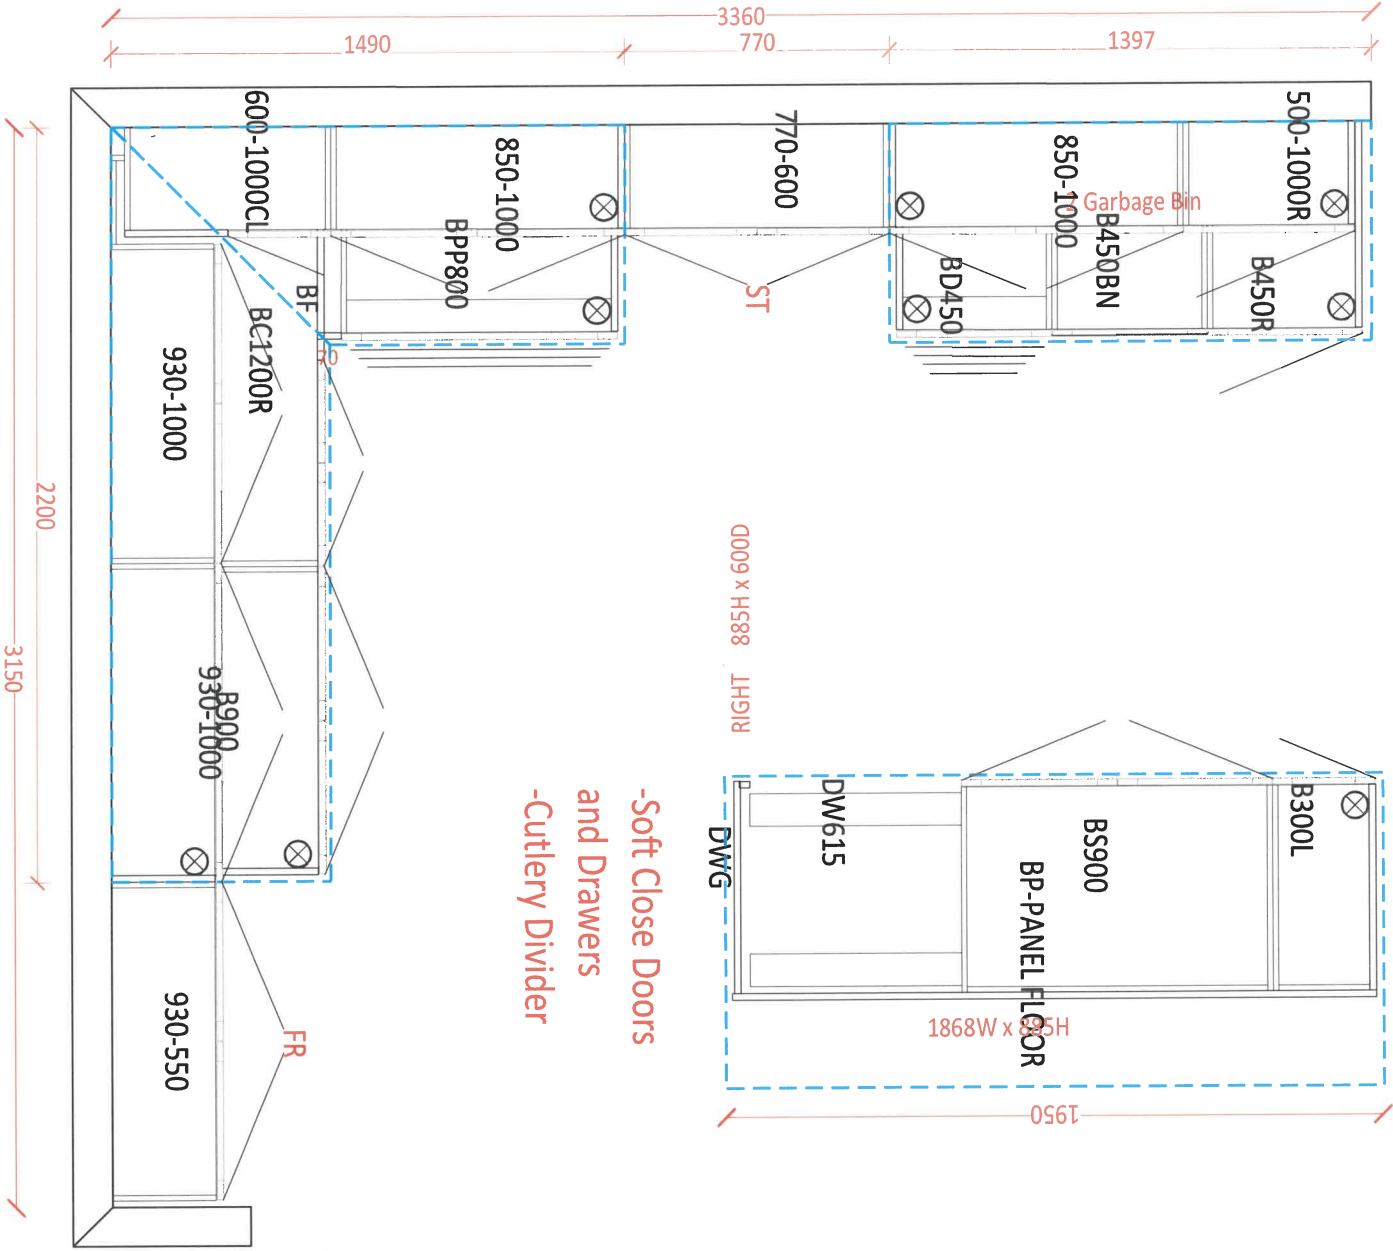 3360
1490
770
1397
600-1000CL
850-1000
770-600
850-1000
500-1000R
2 Garbage Bin
BPP800
BD450
B450BN
B450R
BF
ST
BC1200R
70
930-1000
2200
3150
B900
930-1000
930-550
FR
885H x 600D
RIGHT
-Soft Close Doors
and Drawers
-Cutlery Divider
DWG
DW615
BS900
B300L
BP-PANEL FLOOR
1868W x 885H
1950